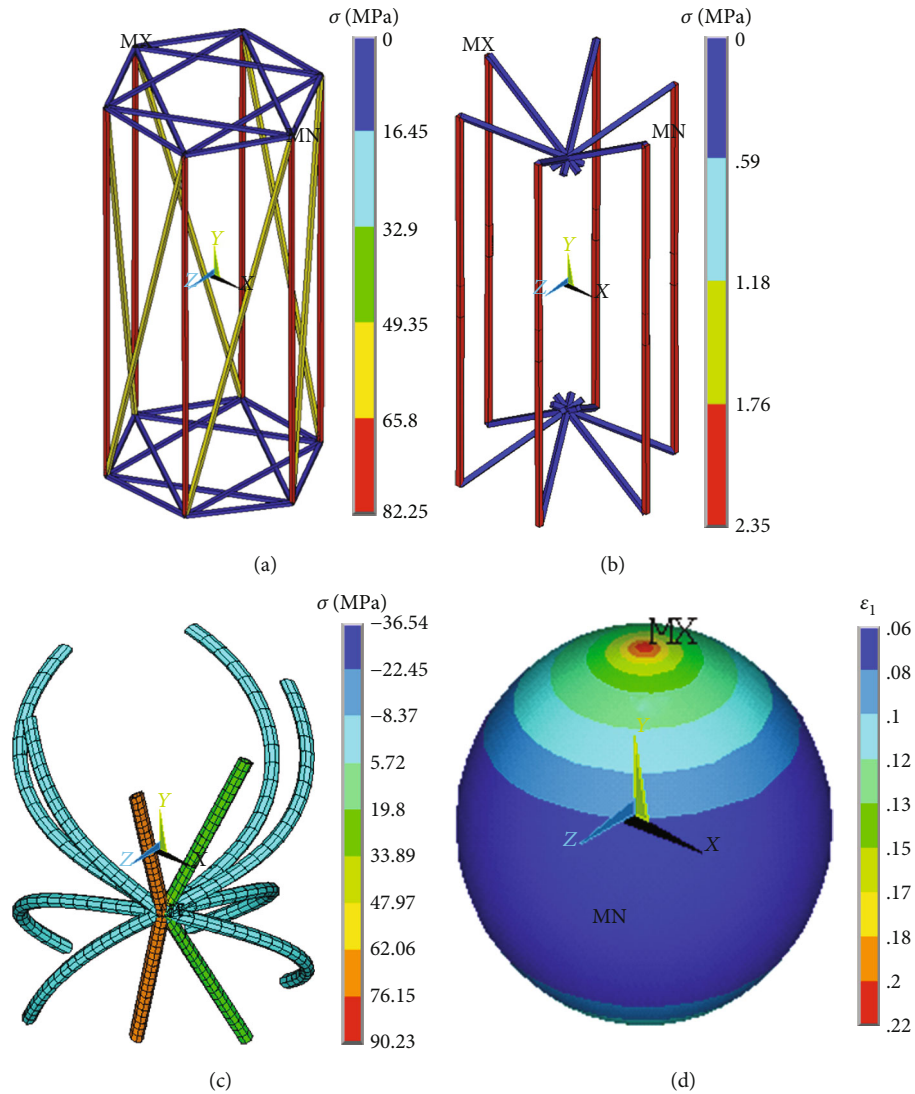 σ (MPa)
MX
0
16.45
MN
32.9
Y
Z
X
49.35
65.8
82.25
(a)
σ (MPa)
MX
0
MN
.59
Y
Z
X
1.18
1.76
2.35
(b)
σ (MPa)
−36.54
−22.45
−8.37
5.72
19.8
Y
Z
X
33.89
47.97
62.06
76.15
90.23
(c)
ε1
MX
.06
.08
.1
Y
.13
Z
X
.15
MN
.17
.18
.2
.22
(d)